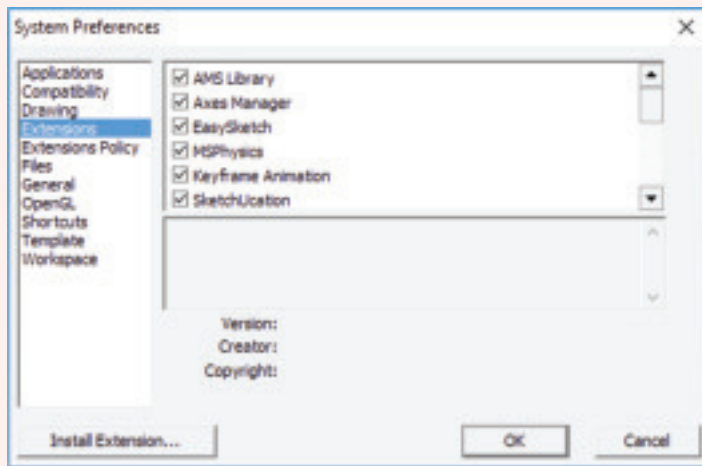 System Preferences
Applications
Compatibility
Drawing
Extensions
Extensions Policy
Files
General
OpenGL
Shortcuts
Template
Workspace
AMS Library
Axes Manager
EasySketch
MSPhysics
Keyframe Animation
SketchUcation
Version:
Creator:
Copyright:
Install Extension...
OK
Cancel